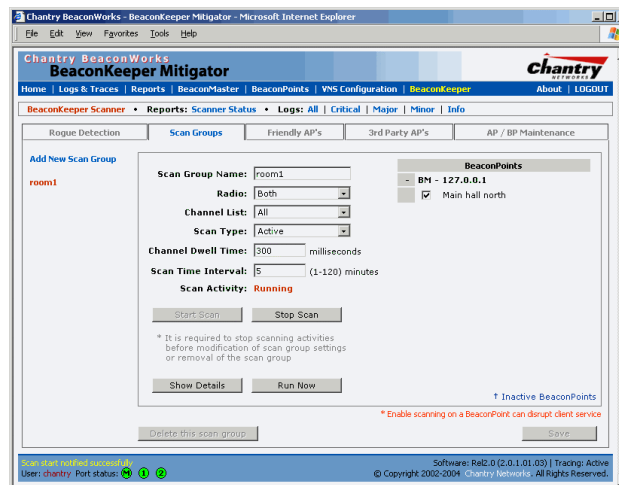 Chantry BeaconWorks - BeaconKeeper Mitigator - Microsoft Internet Explorer
File Edit View Favorites Tools Help
Chantry BeaconWorks
BeaconKeeper Mitigator
chantry
NETWORKS
Home | Logs & Traces | Reports | BeaconMaster | BeaconPoints | VNS Configuration | BeaconKeeper About | LOGOUT
BeaconKeeper Scanner • Reports: Scanner Status • Logs: All | Critical | Major | Minor | Info
Rogue Detection Scan Groups Friendly AP's 3rd Party AP's AP / BP Maintenance
Add New Scan Group
room1
Scan Group Name: room1
Radio: Both
Channel List: All
Scan Type: Active
Channel Dwell Time: 300 milliseconds
Scan Time Interval: 5 (1-120) minutes
Scan Activity: Running
Start Scan Stop Scan
* It is required to stop scanning activities
before modification of scan group settings
or removal of the scan group
Show Details Run Now
BeaconPoints
- BM - 127.0.0.1
Main hall north
† Inactive BeaconPoints
* Enable scanning on a BeaconPoint can disrupt client service
Delete this scan group Save
Scan start notified successfully
User: chantry Port status: M 1 2
Software: Rel2.0 (2.0.1.01.03) | Tracing: Active
© Copyright 2002-2004 Chantry Networks. All Rights Reserved.